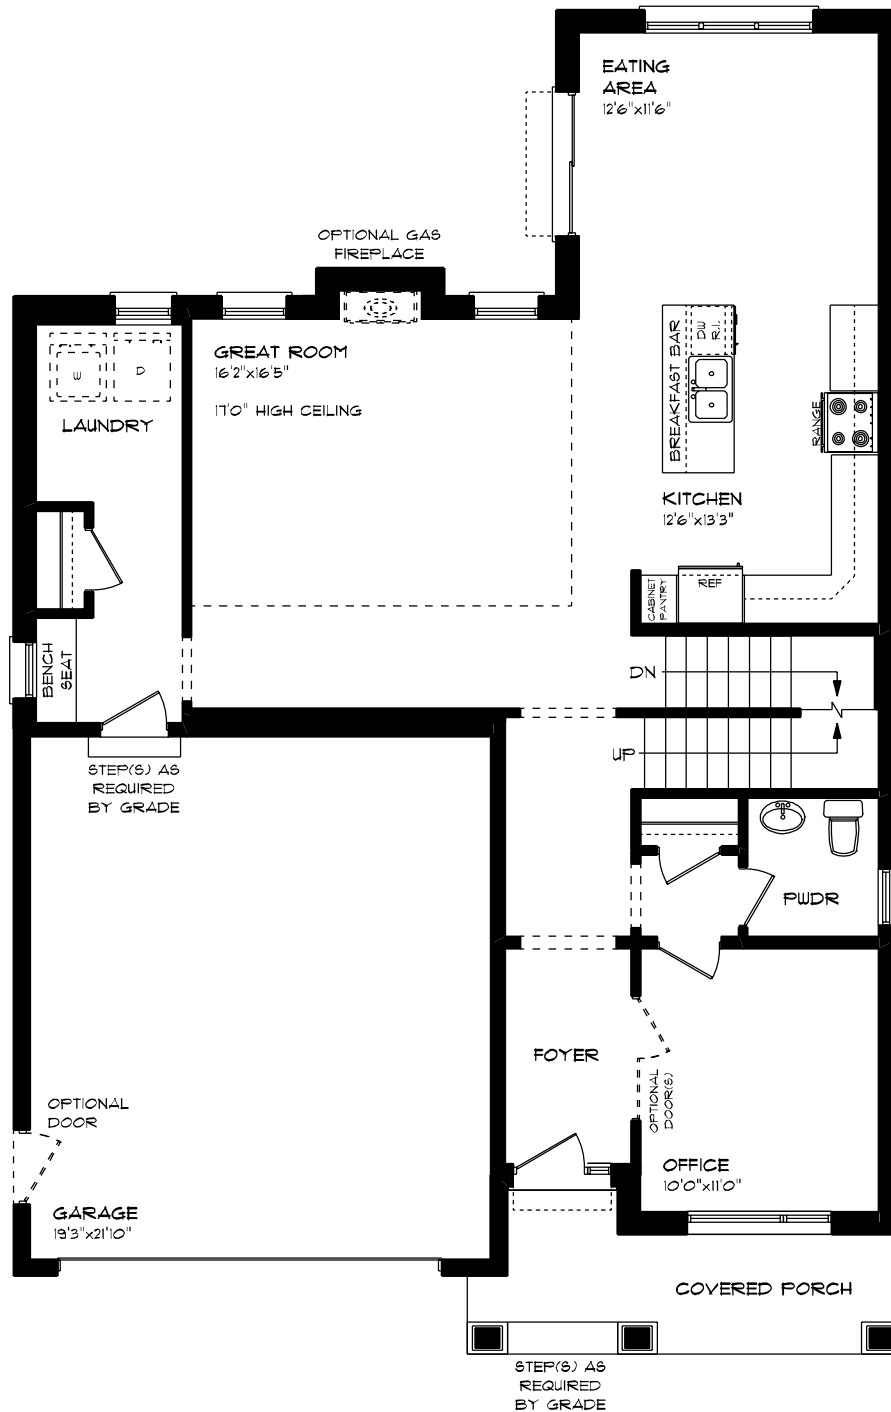 EATING
AREA
12'6"x11'6"
OPTIONAL GAS
FIREPLACE
GREAT ROOM
16'2"x16'5"
17'0" HIGH CEILING
W
D
LAUNDRY
BREAKFAST BAR
DW
R.I.
RANGE
KITCHEN
12'6"x13'3"
CABINET
PANTRY
REF
BENCH
SEAT
DN
UP
STEP(S) AS
REQUIRED
BY GRADE
PWDR
FOYER
OPTIONAL
DOOR(S)
OPTIONAL
DOOR
OFFICE
10'0"x11'0"
GARAGE
19'3"x21'10"
COVERED PORCH
STEP(S) AS
REQUIRED
BY GRADE